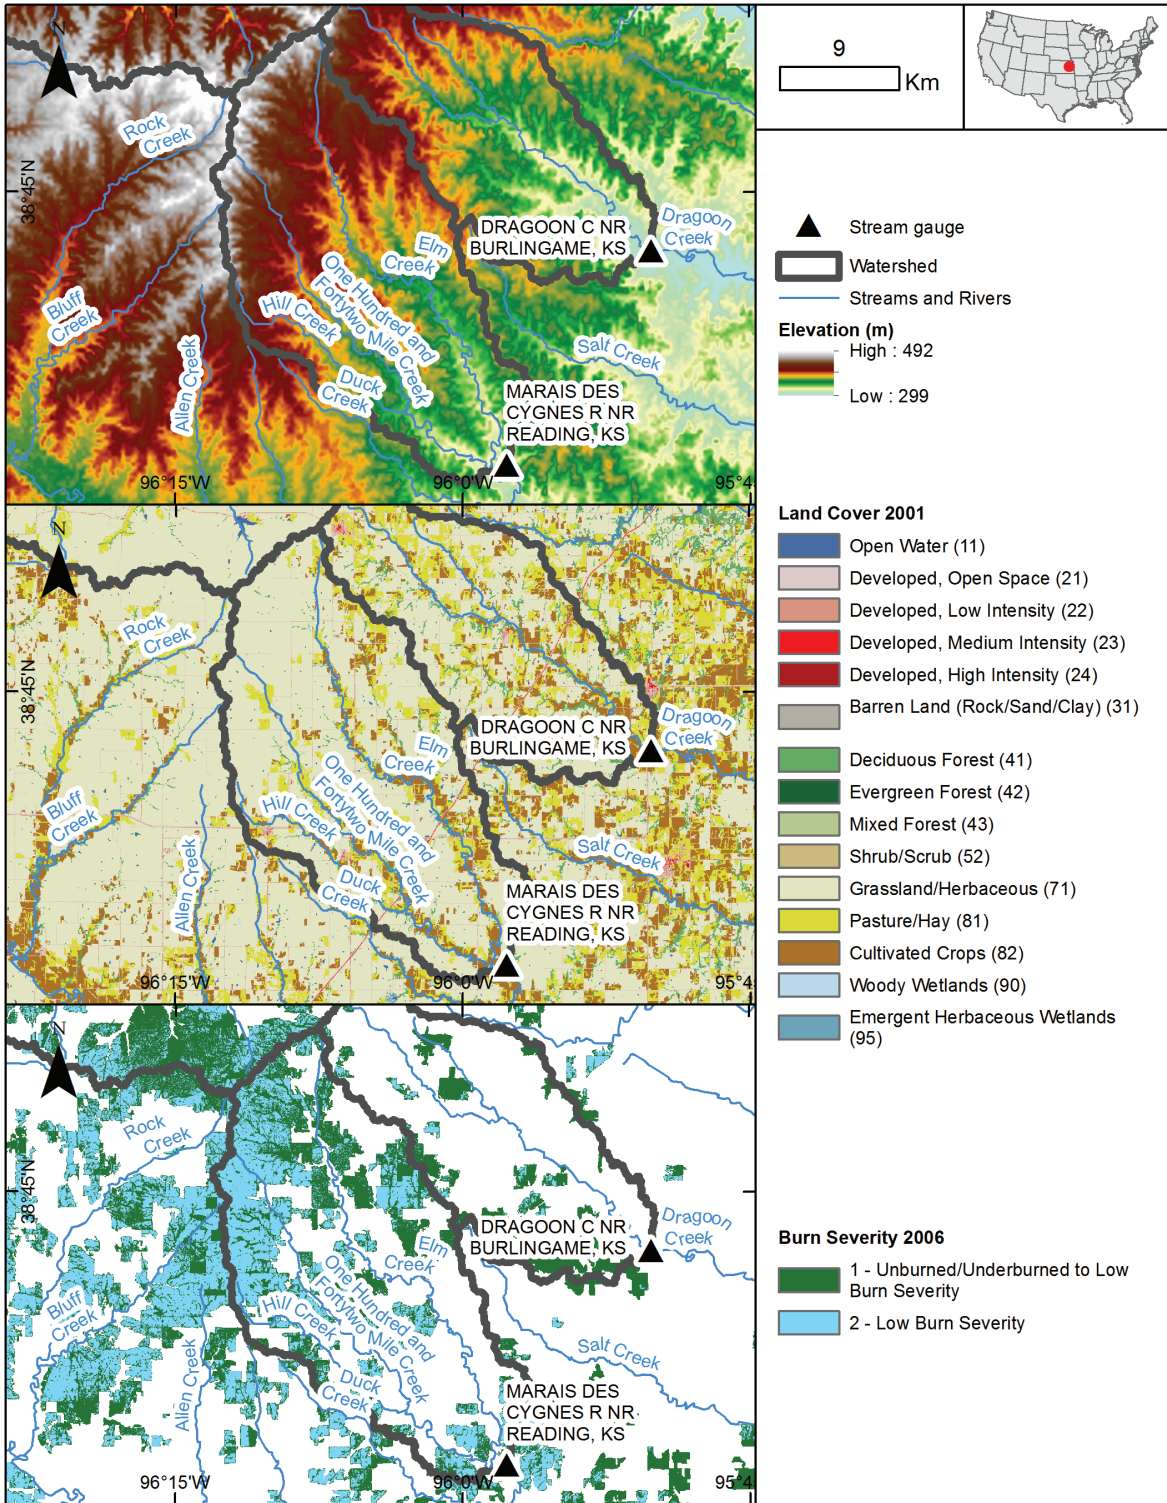 N
Rock
Creek
38°45'N
DRAGOON C NR
BURLINGAME, KS
Dragoon
Creek
Elm
Creek
One Hundred and
Fortytwo Mile Creek
Hill Creek
Bluff
Creek
Allen Creek
Duck
Creek
Salt Creek
MARAIS DES
CYGNES R NR
READING, KS
96°15'W
96°0'W
95°4
N
Rock
Creek
38°45'N
DRAGOON C NR
BURLINGAME, KS
Dragoon
Creek
Elm
Creek
One Hundred and
Fortytwo Mile Creek
Hill Creek
Bluff
Creek
Allen Creek
Duck
Creek
Salt Creek
MARAIS DES
CYGNES R NR
READING, KS
96°15'W
96°0'W
95°4
N
Rock
Creek
38°45'N
DRAGOON C NR
BURLINGAME, KS
Dragoon
Creek
Elm
Creek
One Hundred and
Fortytwo Mile Creek
Hill Creek
Bluff
Creek
Allen Creek
Duck
Creek
Salt Creek
MARAIS DES
CYGNES R NR
READING, KS
96°15'W
96°0'W
95°4
9
Km
Stream gauge
Watershed
Streams and Rivers
Elevation (m)
High : 492
Low : 299
Land Cover 2001
Open Water (11)
Developed, Open Space (21)
Developed, Low Intensity (22)
Developed, Medium Intensity (23)
Developed, High Intensity (24)
Barren Land (Rock/Sand/Clay) (31)
Deciduous Forest (41)
Evergreen Forest (42)
Mixed Forest (43)
Shrub/Scrub (52)
Grassland/Herbaceous (71)
Pasture/Hay (81)
Cultivated Crops (82)
Woody Wetlands (90)
Emergent Herbaceous Wetlands
(95)
Burn Severity 2006
1 - Unburned/Underburned to Low
Burn Severity
2 - Low Burn Severity